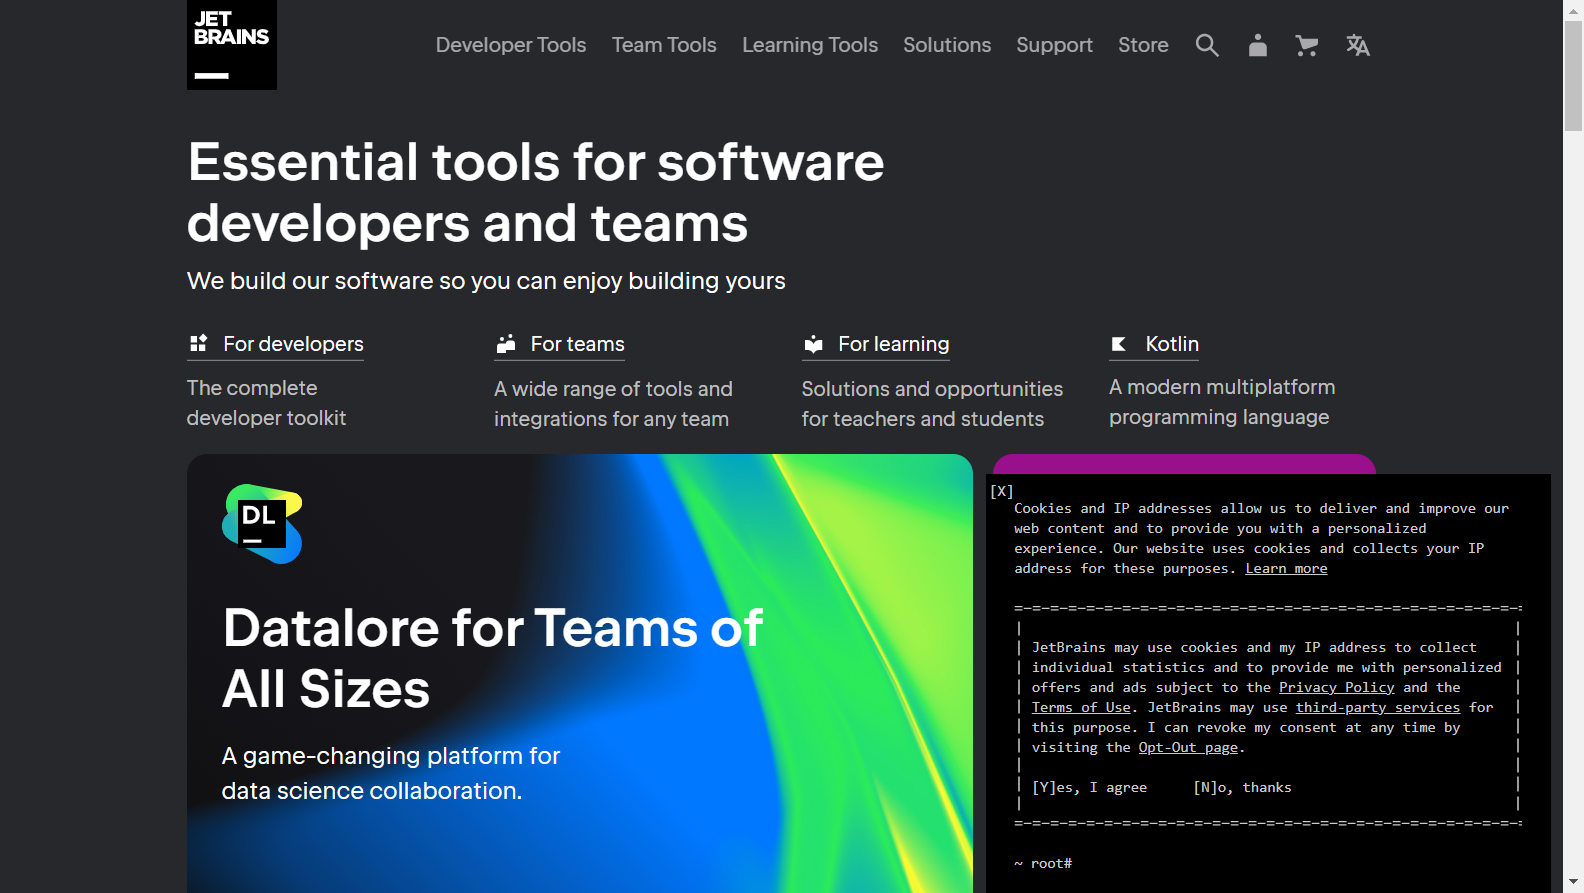 JET
BRAINS
Developer Tools
Team Tools
Learning Tools
Solutions
Support
Store
Essential tools for software
developers and teams
We build our software so you can enjoy building yours
For developers
The complete
developer toolkit
For teams
A wide range of tools and
integrations for any team
For learning
Solutions and opportunities
for teachers and students
Kotlin
A modern multiplatform
programming language
DL
Datalore for Teams of
All Sizes
A game-changing platform for
data science collaboration.
[X]
Cookies and IP addresses allow us to deliver and improve our
web content and to provide you with a personalized
experience. Our website uses cookies and collects your IP
address for these purposes. Learn more
JetBrains may use cookies and my IP address to collect
individual statistics and to provide me with personalized
offers and ads subject to the Privacy Policy and the
Terms of Use. JetBrains may use third-party services for
this purpose. I can revoke my consent at any time by
visiting the Opt-Out page.
[Y]es, I agree
[N]o, thanks
~ root#